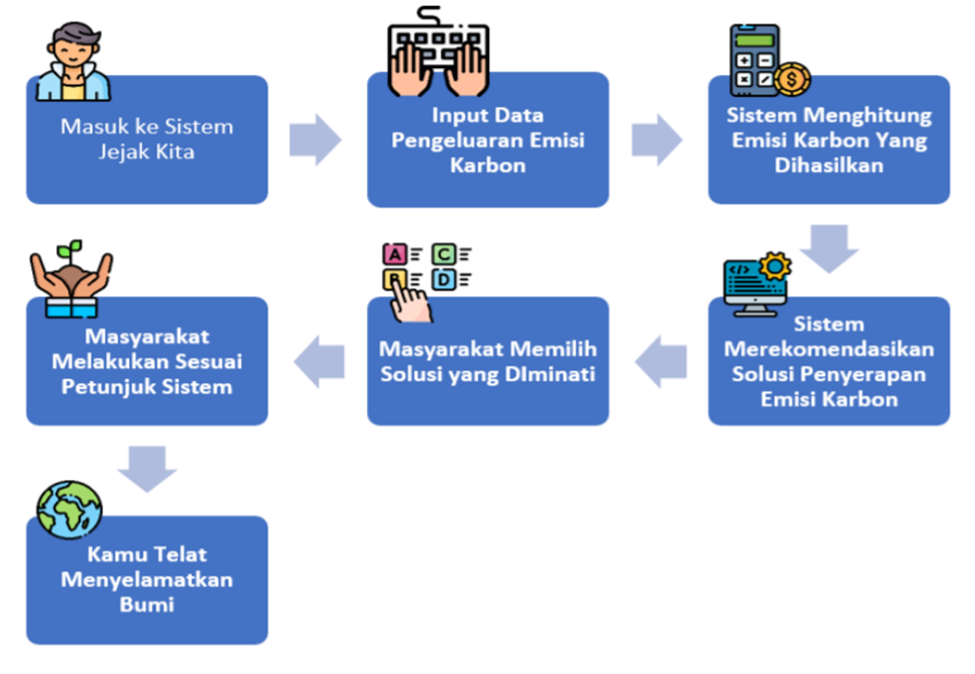 Masuk ke Sistem
Jejak Kita
Input Data
Pengeluaran Emisi
Karbon
Sistem Menghitung
Emisi Karbon Yang
Dihasilkan
Sistem
Merekomendasikan
Solusi Penyerapan
Emisi Karbon
A C
B D
Masyarakat Memilih
Solusi yang DIminati
Masyarakat
Melakukan Sesuai
Petunjuk Sistem
Kamu Telat
Menyelamatkan
Bumi